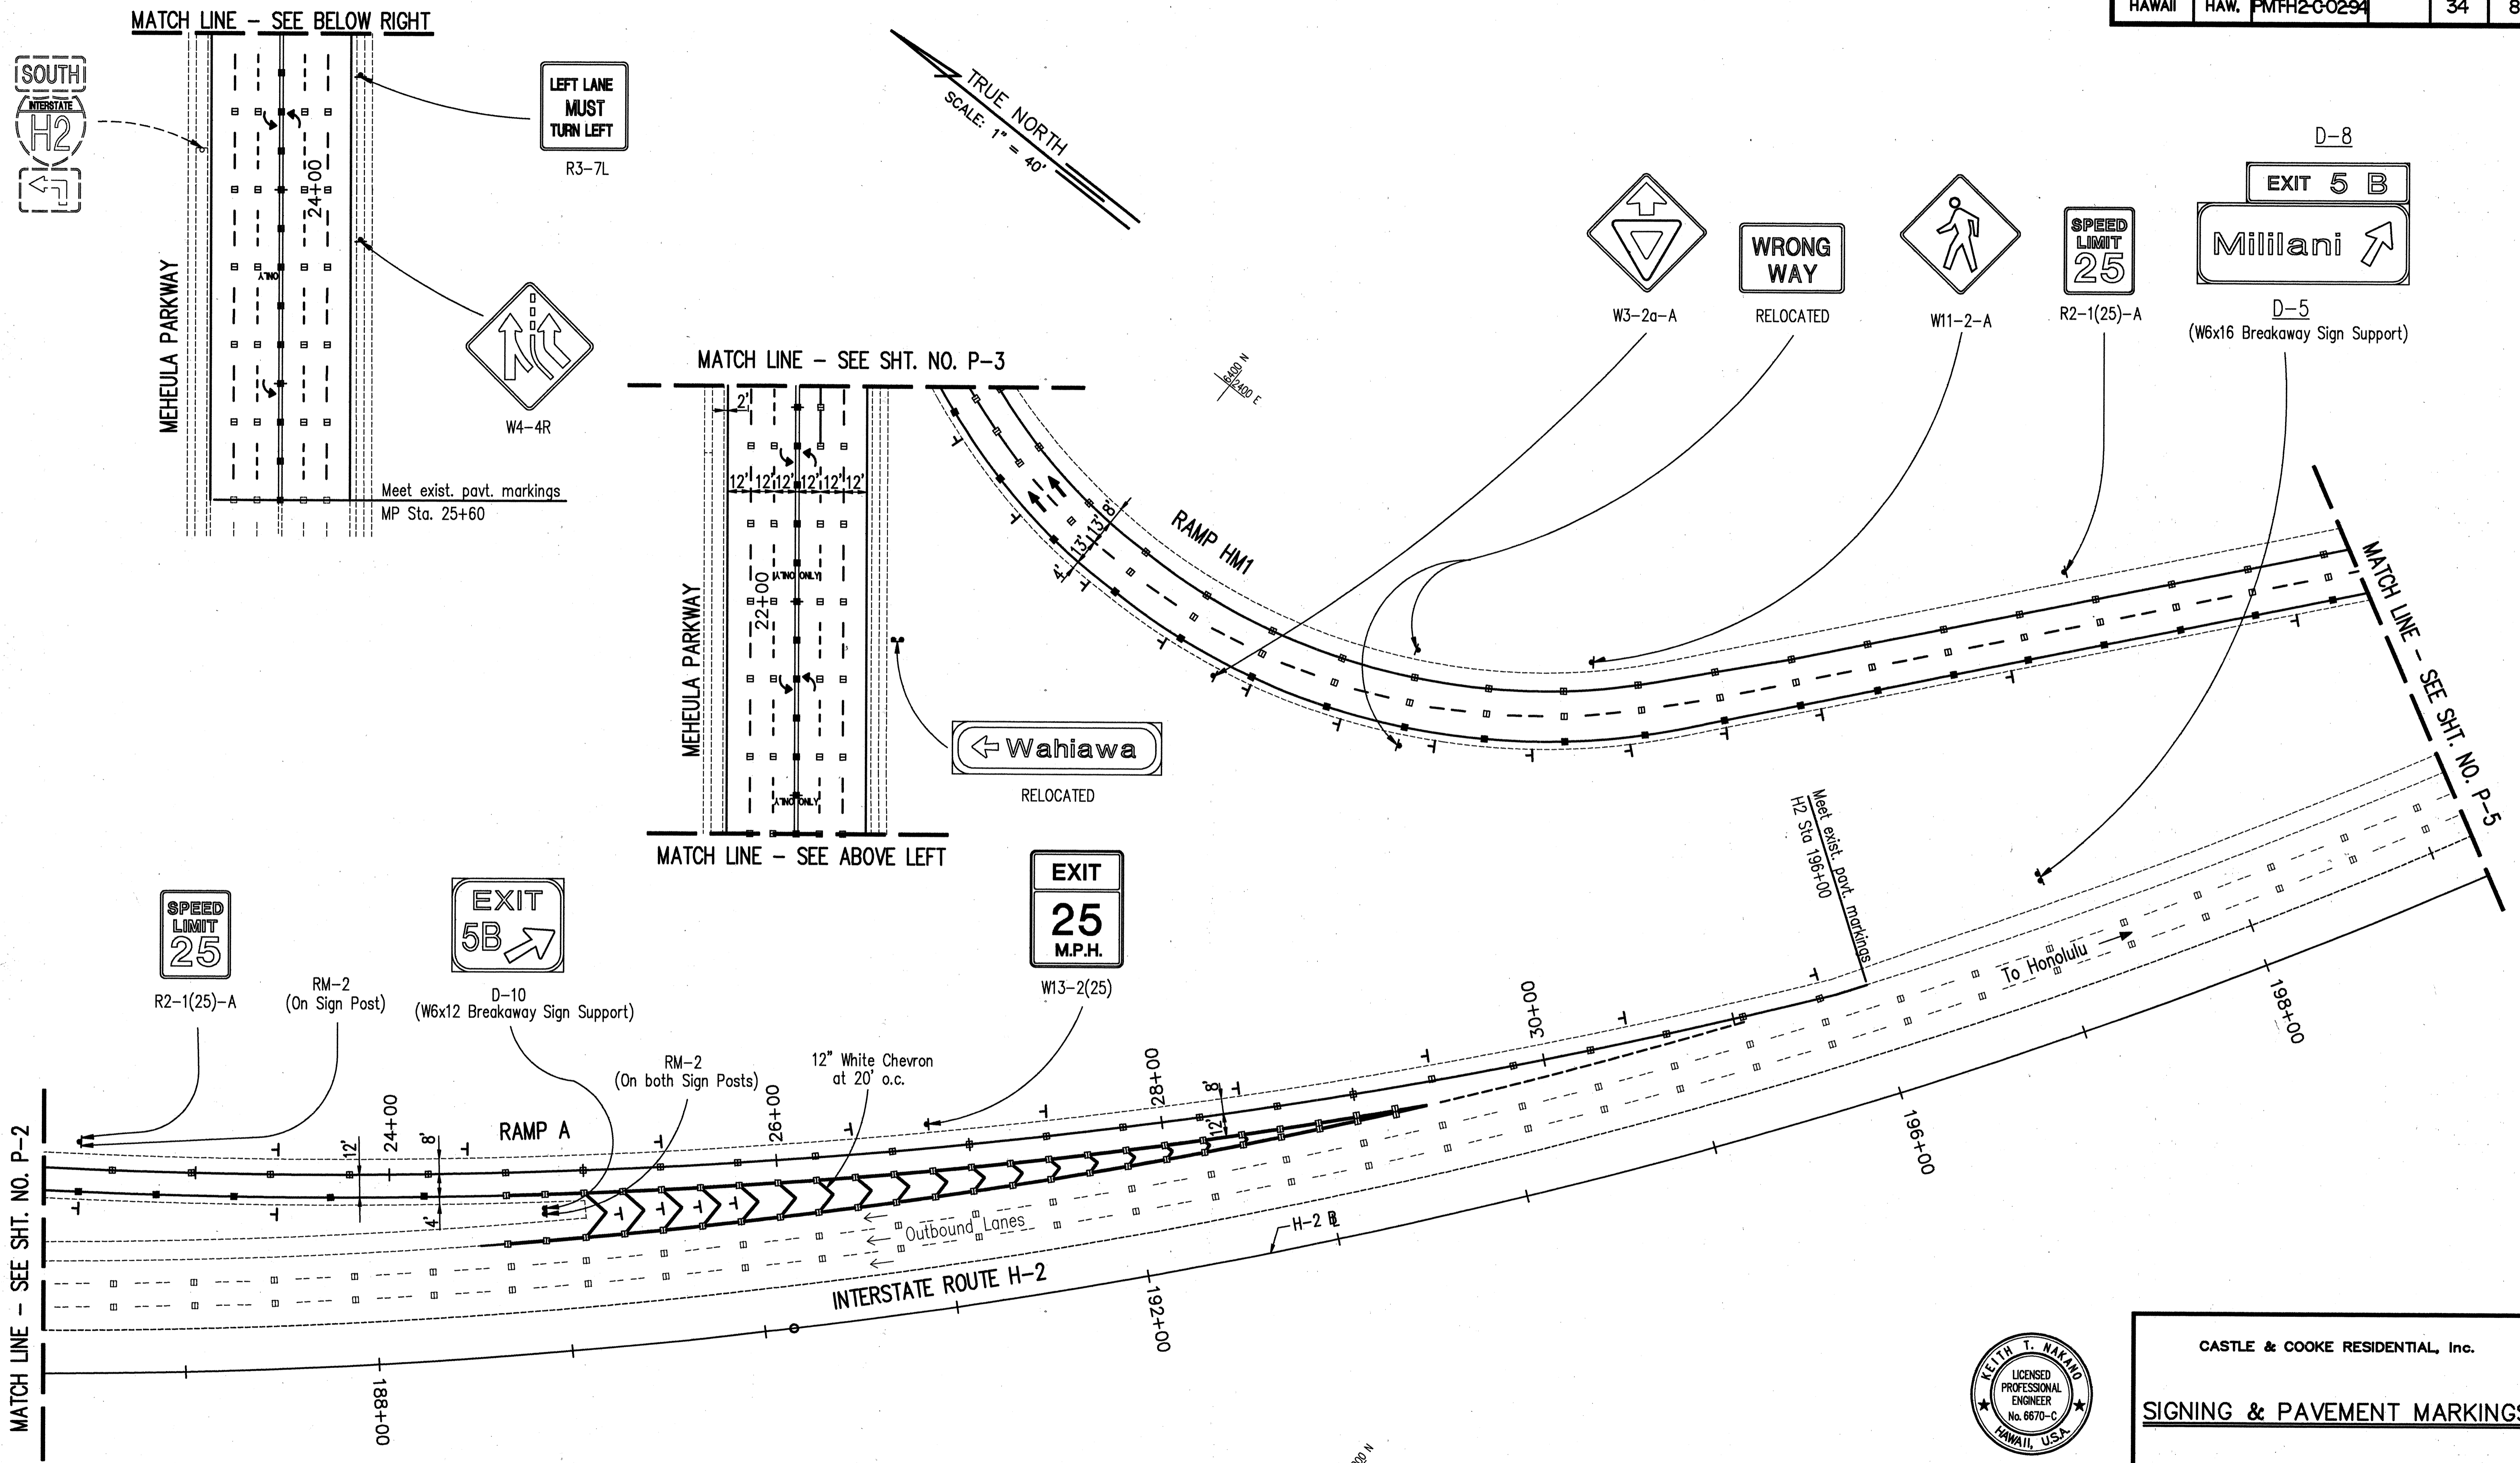 HAWAII HAW. PMT-H2-C-02-94 34
MATCH LINE - SEE BELOW RIGHT
SOUTH
INTERSTATE
H2
LEFT LANE
MUST
TURN LEFT
R3-7L
24+00
ONLY
MEHEULA PARKWAY
W4-4R
Meet exist. pavt. markings
MP Sta. 25+60
TRUE NORTH
SCALE: 1" = 40'
D-8
EXIT 5 B
Mililani
D-5
(W6x16 Breakaway Sign Support)
W3-2a-A
WRONG
WAY
RELOCATED
W11-2-A
SPEED
LIMIT
25
R2-1(25)-A
MATCH LINE - SEE SHT. NO. P-3
2'
12' 12' 12' 12' 12' 12'
ONLY ONLY
22+00
MEHEULA PARKWAY
ONLY ONLY
MATCH LINE - SEE ABOVE LEFT
6400 N
2400 E
RAMP HM1
8'
13'
13'
4'
Wahiawa
RELOCATED
MATCH LINE - SEE SHT. NO. P-5
Meet exist. pavt. markings
H2 Sta 196+00
SPEED
LIMIT
25
R2-1(25)-A
RM-2
(On Sign Post)
EXIT
5B
D-10
(W6x12 Breakaway Sign Support)
RM-2
(On both Sign Posts)
12" White Chevron
at 20' o.c.
EXIT
25
M.P.H.
W13-2(25)
MATCH LINE - SEE SHT. NO. P-2
12'
24+00
8'
4'
RAMP A
26+00
28+00
8'
12'
30+00
To Honolulu
198+00
196+00
Outbound Lanes
H-2 ⅊
INTERSTATE ROUTE H-2
192+00
188+00
KEITH T. NAKANO
LICENSED
PROFESSIONAL
ENGINEER
No. 6670-C
HAWAII, U.S.A.
CASTLE & COOKE RESIDENTIAL, Inc.
SIGNING & PAVEMENT MARKINGS